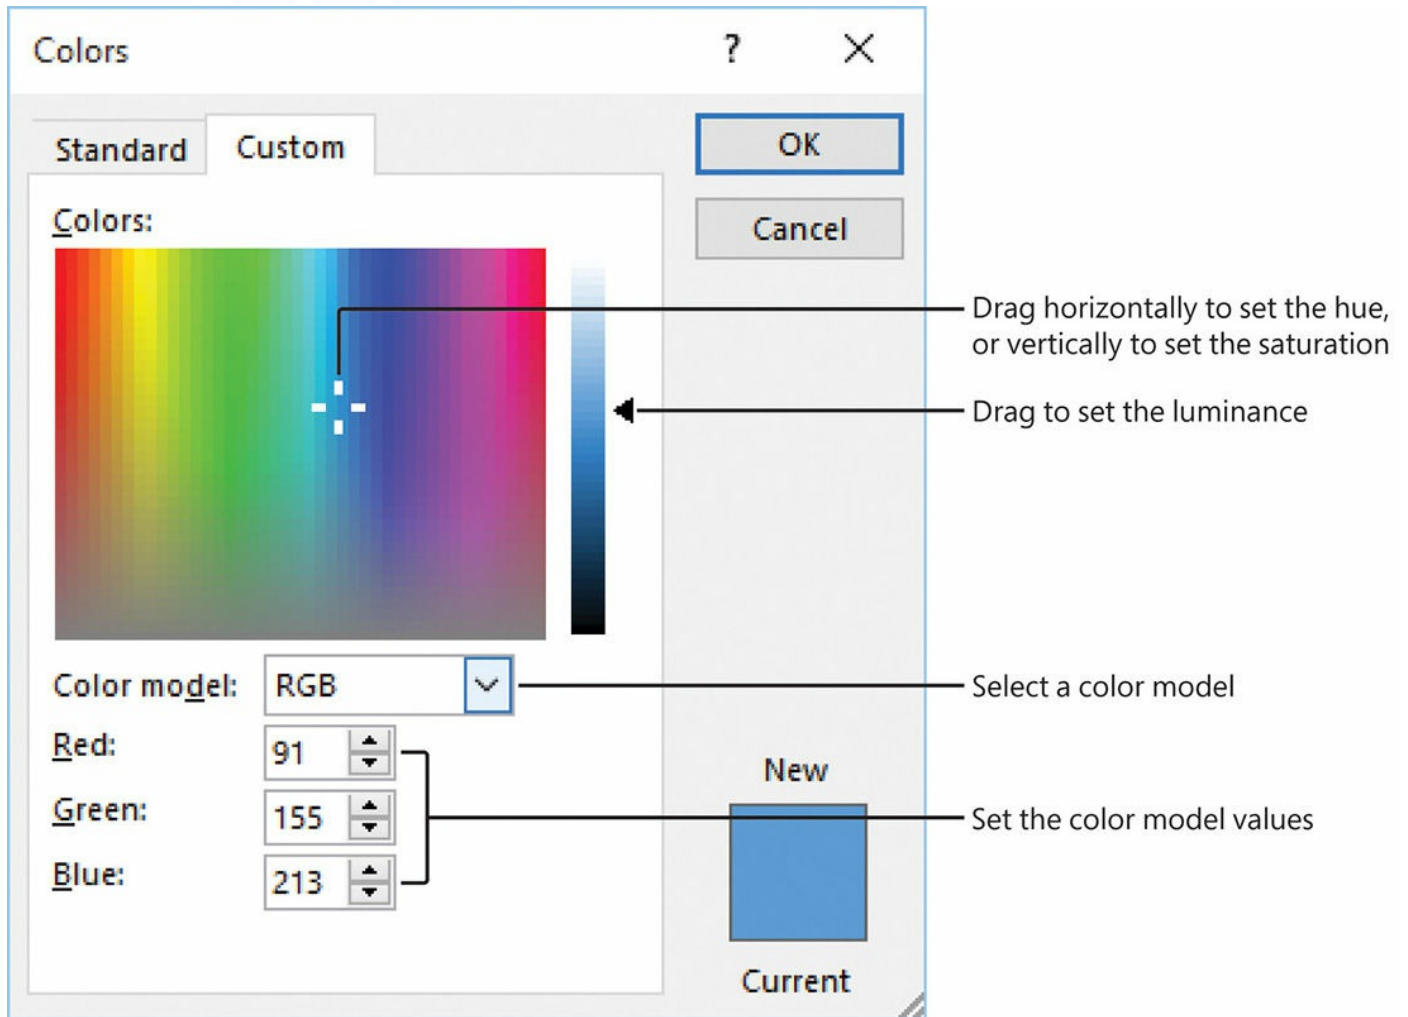 Colors ?
Standard Custom OK
Colors: Cancel
Drag horizontally to set the hue,
or vertically to set the saturation
Drag to set the luminance
Color model: RGB Select a color model
Red: 91
New
Green: 155 Set the color model values
Blue: 213
Current